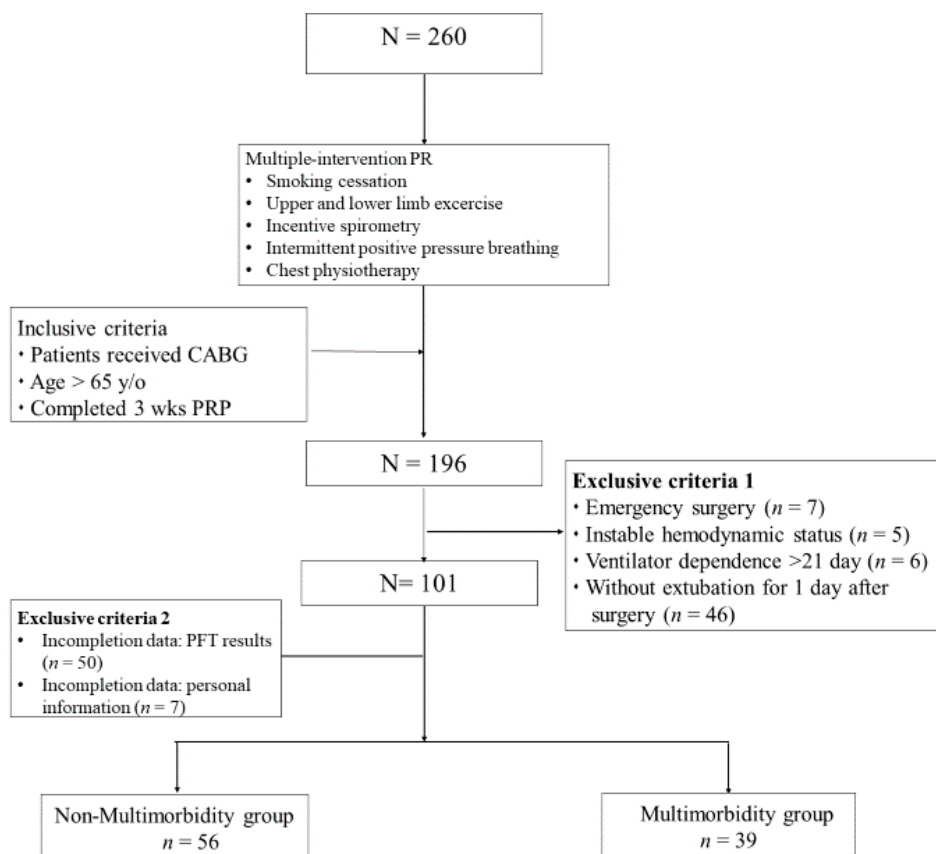 N = 260
Multiple-intervention PR
• Smoking cessation
• Upper and lower limb excercise
• Incentive spirometry
• Intermittent positive pressure breathing
• Chest physiotherapy
Inclusive criteria
• Patients received CABG
• Age > 65 y/o
• Completed 3 wks PRP
N = 196
Exclusive criteria 1
• Emergency surgery (n = 7)
• Instable hemodynamic status (n = 5)
• Ventilator dependence >21 day (n = 6)
• Without extubation for 1 day after
surgery (n = 46)
N= 101
Exclusive criteria 2
• Incompletion data: PFT results
(n = 50)
• Incompletion data: personal
information (n = 7)
Non-Multimorbidity group
n = 56
Multimorbidity group
n = 39